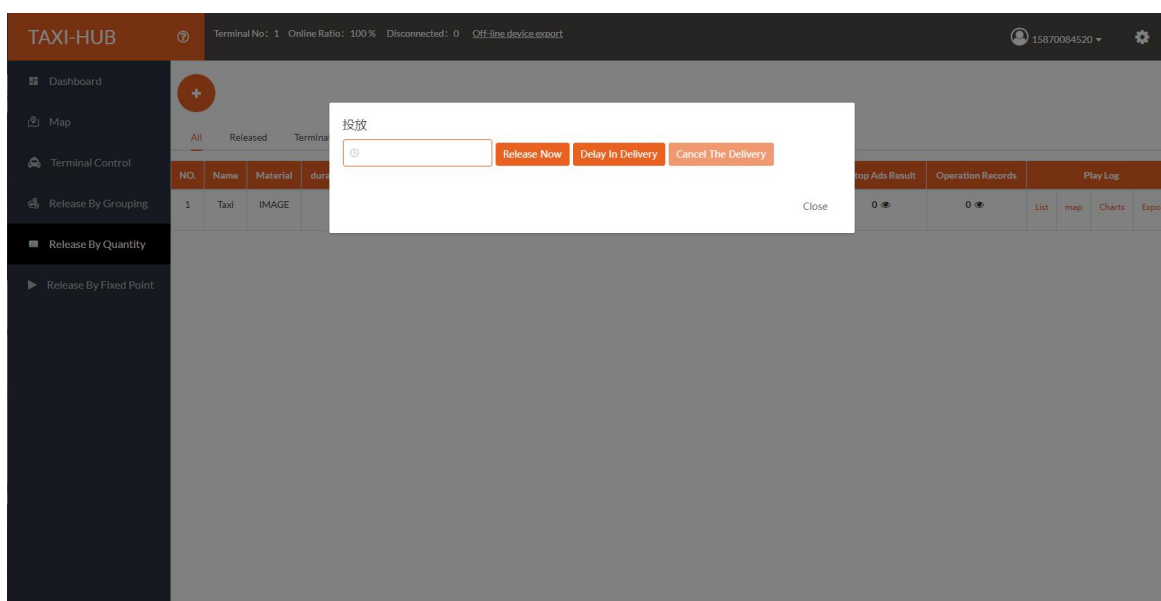 TAXI-HUB
Terminal No: 1 Online Ratio: 100 % Disconnected: 0 Off-line device export
15870084520
Dashboard
Map
Terminal Control
Release By Grouping
Release By Quantity
Release By Fixed Point
All Released
投放
Release Now Delay In Delivery Cancel The Delivery
Close
NO. Name Material Ads Result Operation Records Play Log
1 Taxi IMAGE 0 0 List map Charts